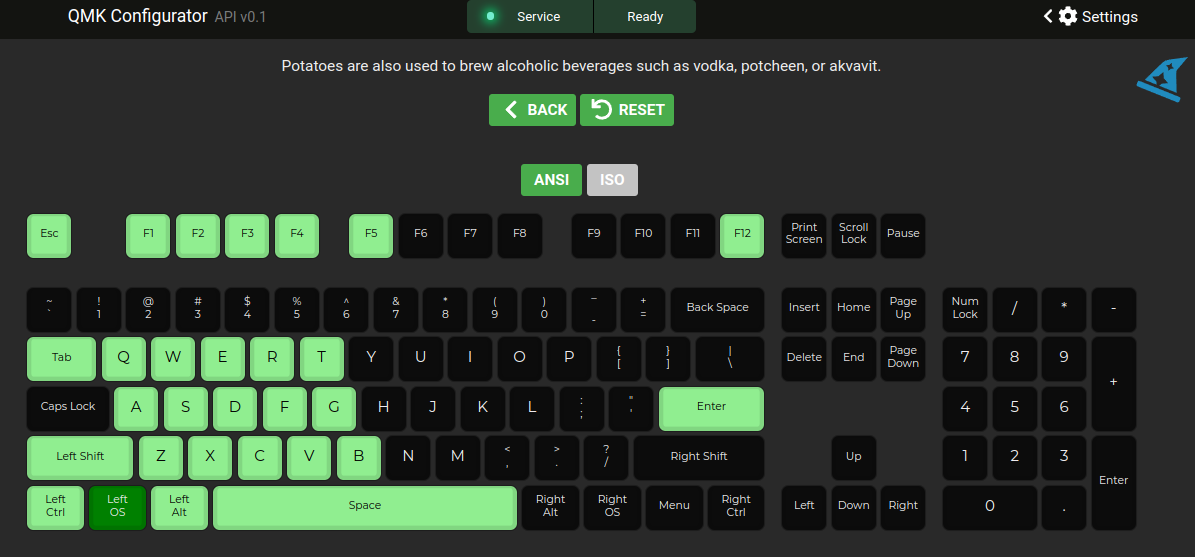 QMK Configurator API v0.1
Service Ready
Settings
Potatoes are also used to brew alcoholic beverages such as vodka, potcheen, or akvavit.
BACK RESET
ANSI ISO
Esc F1 F2 F3 F4 F5 F6 F7 F8 F9 F10 F11 F12 Print Screen Scroll Lock Pause
~ ` ! 1 @ 2 # 3 $ 4 % 5 ^ 6 & 7 * 8 ( 9 ) 0 _ - + = Back Space Insert Home Page Up Num Lock / * -
Tab Q W E R T Y U I O P { [ } ] | \ Delete End Page Down 7 8 9 +
Caps Lock A S D F G H J K L : ; " ' Enter 4 5 6
Left Shift Z X C V B N M < , > . ? / Right Shift Up 1 2 3 Enter
Left Ctrl Left OS Left Alt Space Right Alt Right OS Menu Right Ctrl Left Down Right 0 .